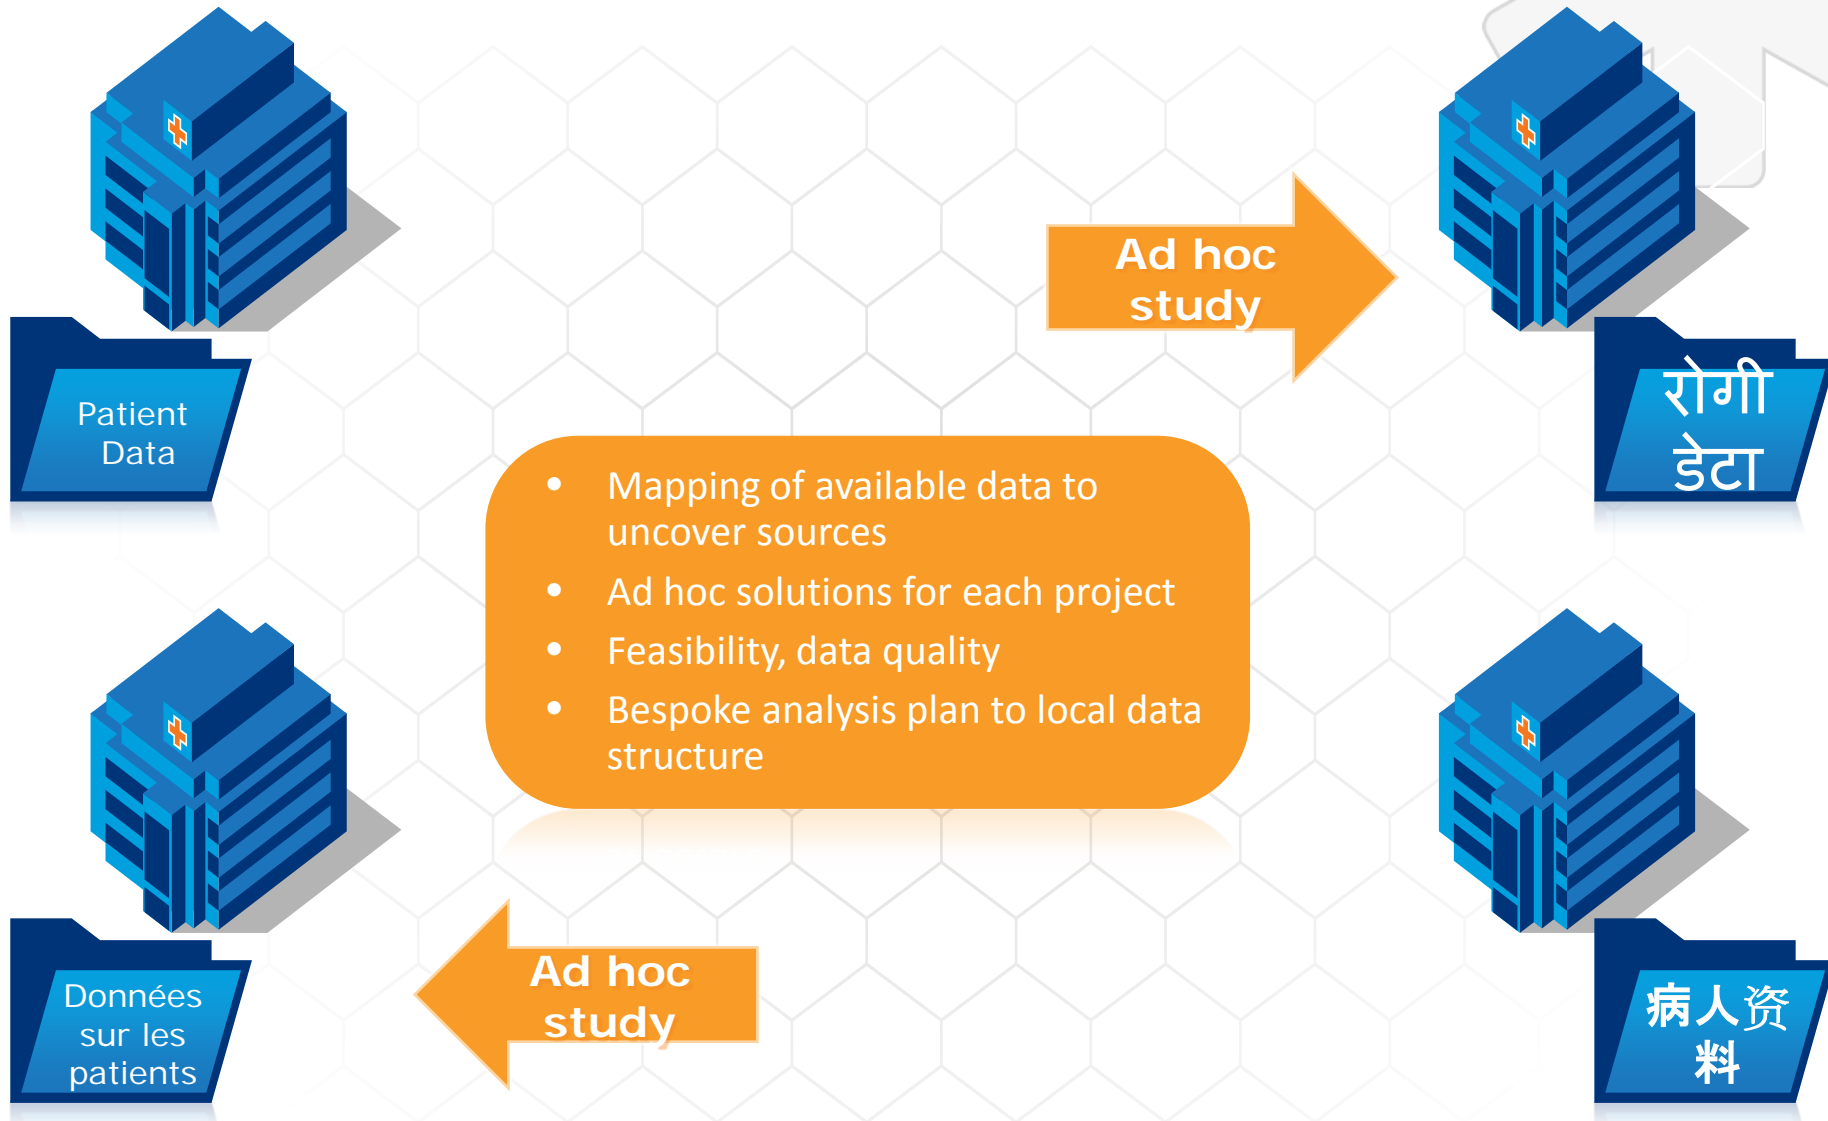 Ad hoc
study
Patient
Data
रोगी
डेटा
• Mapping of available data to
uncover sources
• Ad hoc solutions for each project
• Feasibility, data quality
• Bespoke analysis plan to local data
structure
Ad hoc
study
Données
sur les
patients
病人资
料